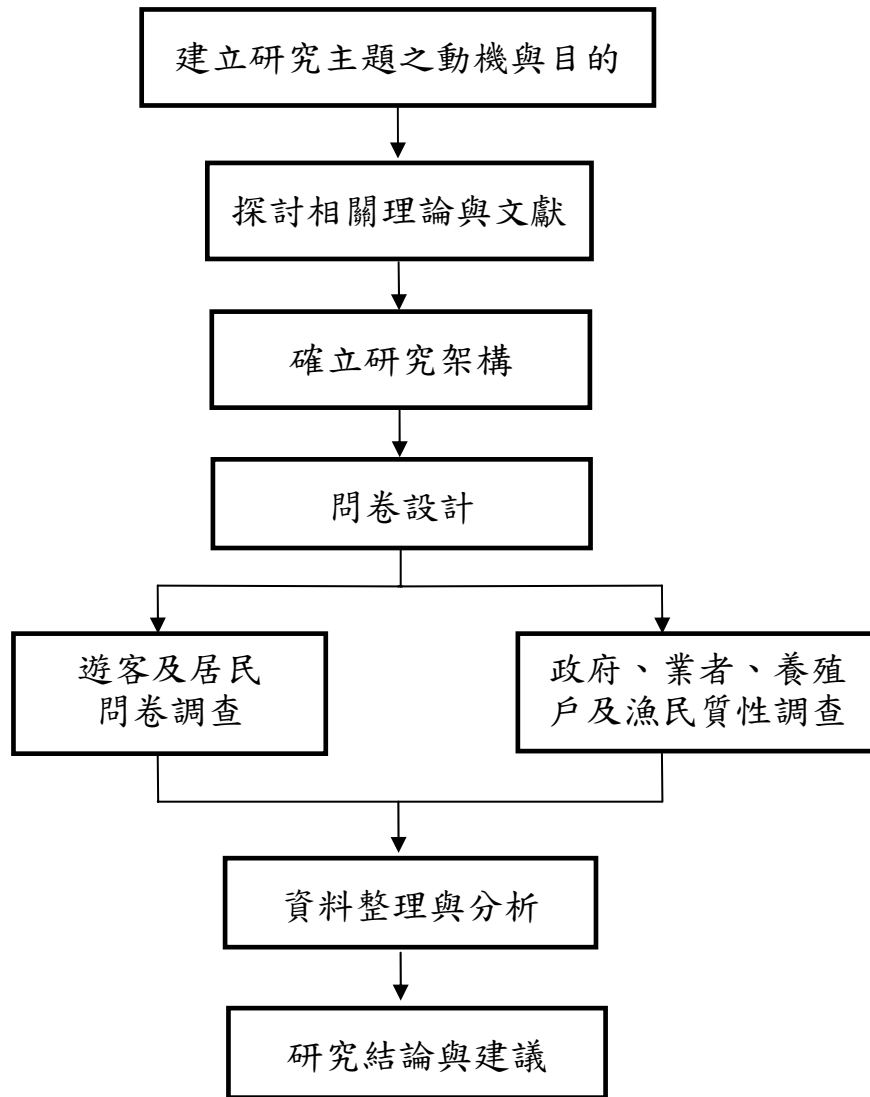 建立研究主題之動機與目的
探討相關理論與文獻
確立研究架構
問卷設計
遊客及居民
問卷調查
政府、業者、養殖
戶及漁民質性調查
資料整理與分析
研究結論與建議